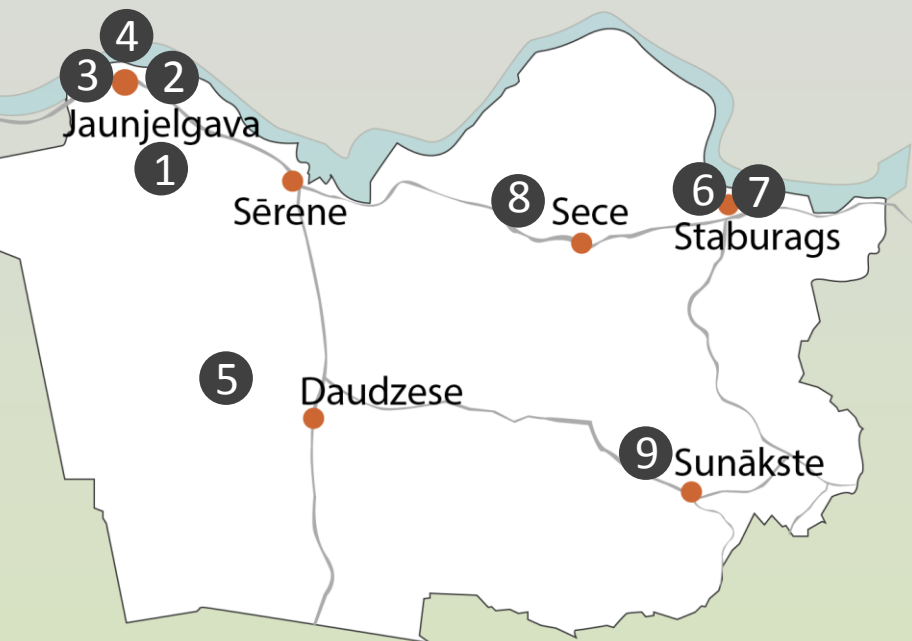 4
3
2
Jaunjelgava
1
Sērene
8
Sece
6
7
Staburags
5
Daudzese
9
Sunākste